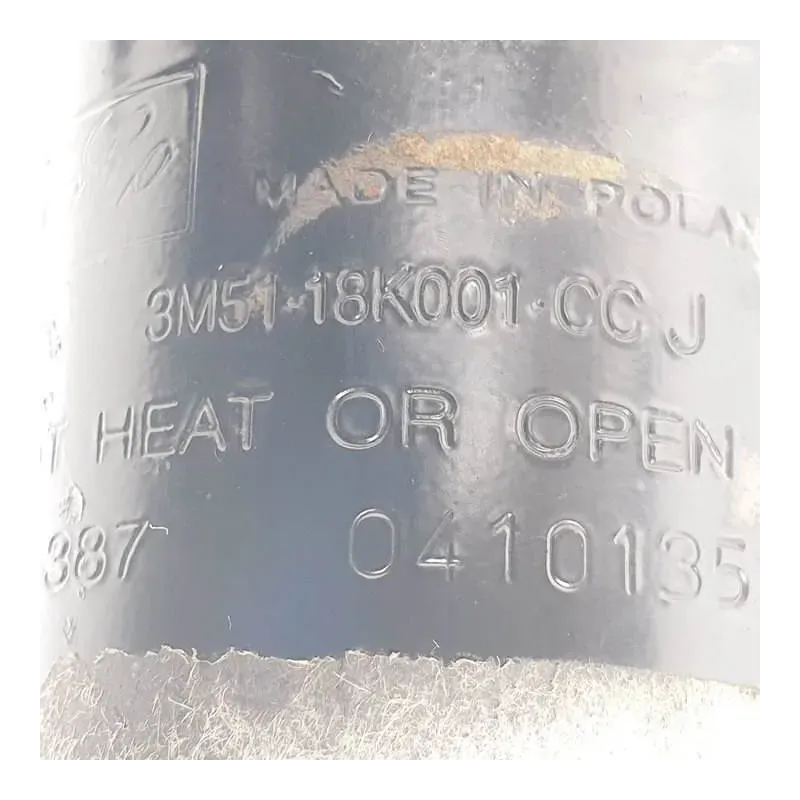 MADE IN POLA
3M51-18K001-CC J
T HEAT OR OPEN
387 0410135